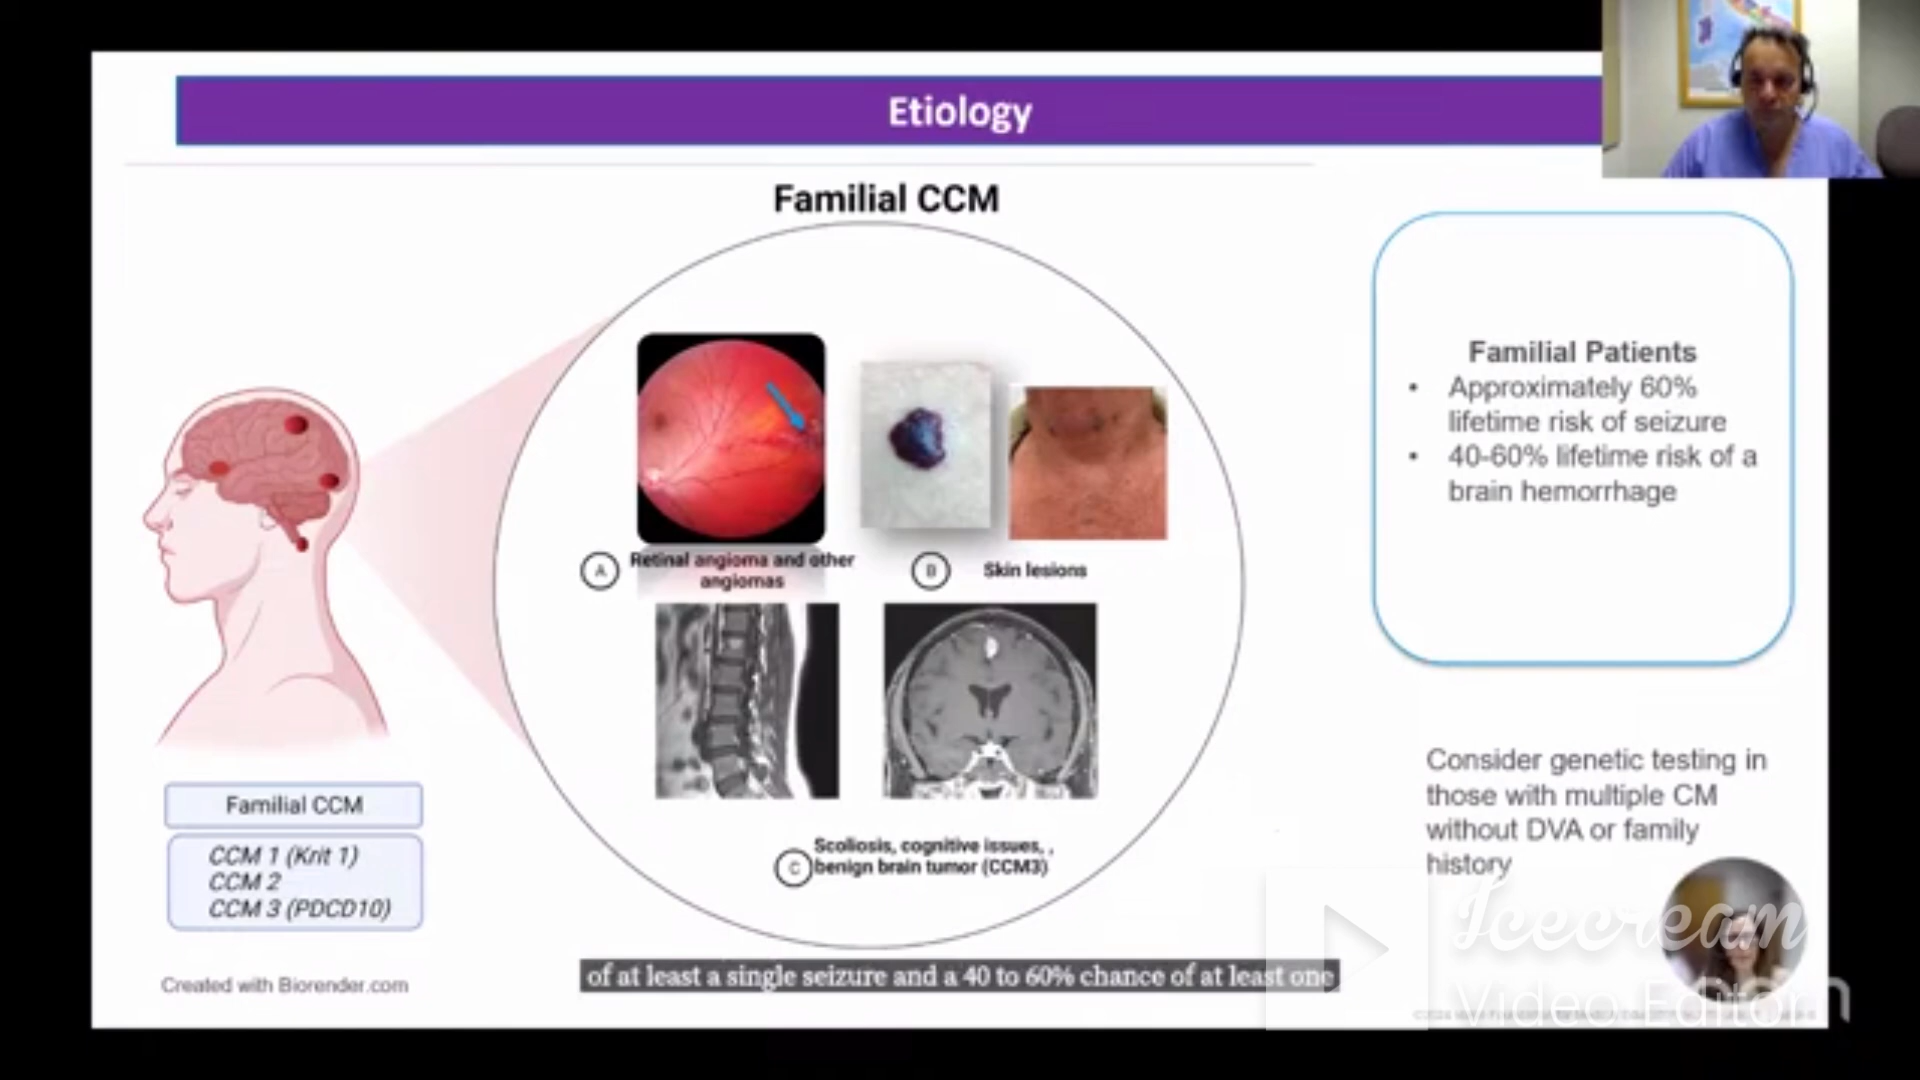 Etiology
Familial CCM
Familial Patients
• Approximately 60%
lifetime risk of seizure
• 40-60% lifetime risk of a
brain hemorrhage
A
Retinal angioma and other
angiomas
B
Skin lesions
Consider genetic testing in
those with multiple CM
without DVA or family
history
Familial CCM
CCM 1 (Krit 1)
CCM 2
CCM 3 (PDCD10)
C
Scoliosis, cognitive issues, ,
benign brain tumor (CCM3)
Created with Biorender.com
of at least a single seizure and a 40 to 60% chance of at least one
Icecream
Video Editor